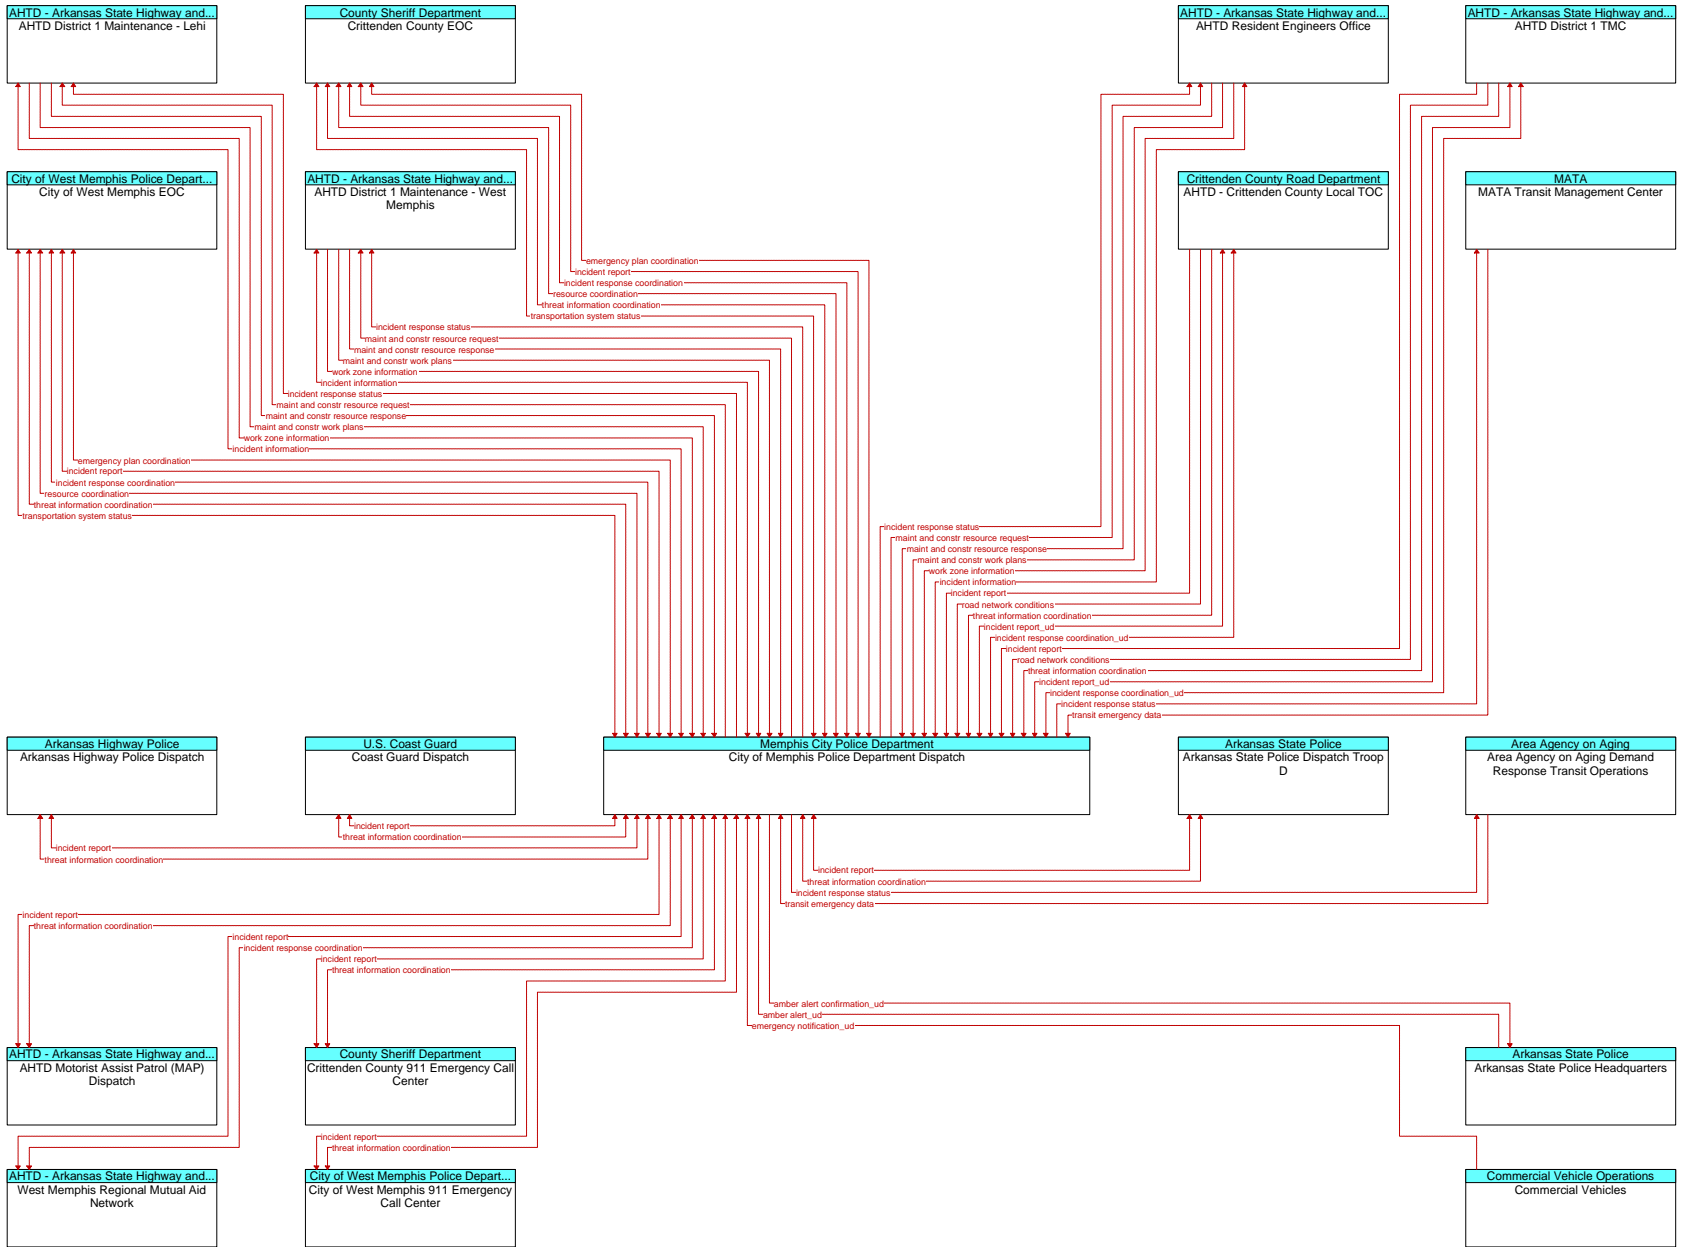 AHTD - Arkansas State Highway and...
AHTD District 1 Maintenance - Lehi
County Sheriff Department
Crittenden County EOC
AHTD - Arkansas State Highway and...
AHTD Resident Engineers Office
AHTD - Arkansas State Highway and...
AHTD District 1 TMC
City of West Memphis Police Depart...
City of West Memphis EOC
AHTD - Arkansas State Highway and...
AHTD District 1 Maintenance - West
Memphis
Crittenden County Road Department
AHTD - Crittenden County Local TOC
MATA
MATA Transit Management Center
emergency plan coordination
incident report
incident response coordination
resource coordination
threat information coordination
transportation system status
incident response status
maint and constr resource request
maint and constr resource response
maint and constr work plans
work zone information
incident information
incident response status
maint and constr resource request
maint and constr resource response
maint and constr work plans
work zone information
incident information
emergency plan coordination
incident report
incident response coordination
resource coordination
threat information coordination
transportation system status
incident response status
maint and constr resource request
maint and constr resource response
maint and constr work plans
work zone information
incident information
incident report
road network conditions
threat information coordination
incident report_ud
incident response coordination_ud
incident report
road network conditions
threat information coordination
incident report_ud
incident response coordination_ud
incident response status
transit emergency data
Arkansas Highway Police
Arkansas Highway Police Dispatch
U.S. Coast Guard
Coast Guard Dispatch
Memphis City Police Department
City of Memphis Police Department Dispatch
Arkansas State Police
Arkansas State Police Dispatch Troop
D
Area Agency on Aging
Area Agency on Aging Demand
Response Transit Operations
incident report
threat information coordination
incident report
threat information coordination
incident report
threat information coordination
incident response status
transit emergency data
incident report
threat information coordination
incident report
incident response coordination
incident report
threat information coordination
amber alert confirmation_ud
amber alert_ud
emergency notification_ud
AHTD - Arkansas State Highway and...
AHTD Motorist Assist Patrol (MAP)
Dispatch
County Sheriff Department
Crittenden County 911 Emergency Call
Center
Arkansas State Police
Arkansas State Police Headquarters
incident report
threat information coordination
AHTD - Arkansas State Highway and...
West Memphis Regional Mutual Aid
Network
City of West Memphis Police Depart...
City of West Memphis 911 Emergency
Call Center
Commercial Vehicle Operations
Commercial Vehicles